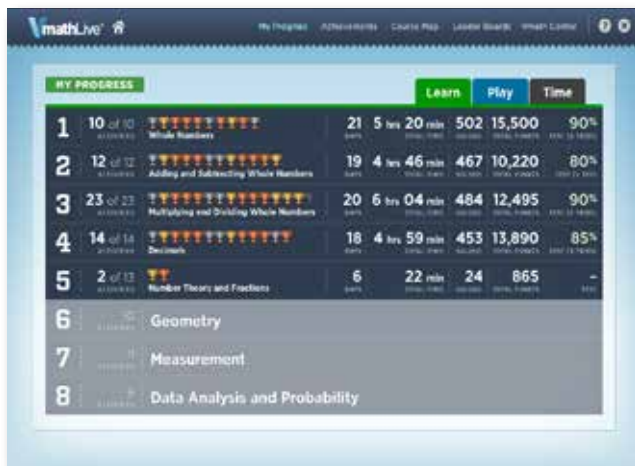 VmathLive
My Progress Achievements Course Map Leader Boards Vmath Central
MY PROGRESS
Learn Play Time
1 10 of 10 Whole Numbers 21 5 hrs 20 min 502 15,500 90%
2 12 of 12 Adding and Subtracting Whole Numbers 19 4 hrs 46 min 467 10,220 80%
3 23 of 23 Multiplying and Dividing Whole Numbers 20 6 hrs 04 min 484 12,495 90%
4 14 of 14 Decimals 18 4 hrs 59 min 453 13,890 85%
5 2 of 13 Number Theory and Fractions 6 22 min 24 865 –
6 Geometry
7 Measurement
8 Data Analysis and Probability